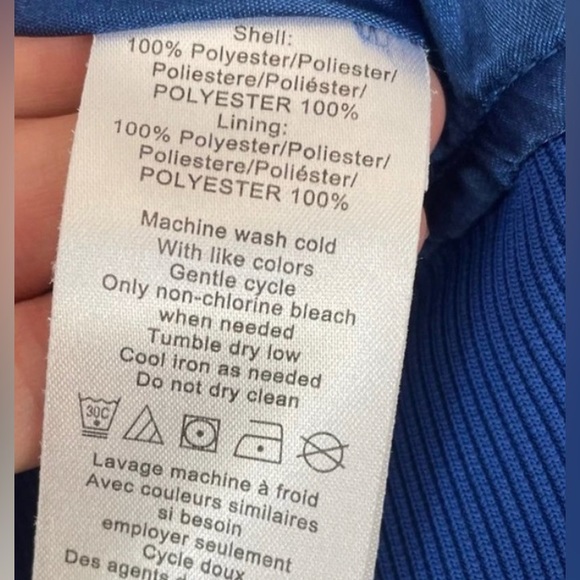 Shell:
100% Polyester/Poliester/
Poliestere/Poliéster/
POLYESTER 100%
Lining:
100% Polyester/Poliester/
Poliestere/Poliéster/
POLYESTER 100%
Machine wash cold
With like colors
Gentle cycle
Only non-chlorine bleach
when needed
Tumble dry low
Cool iron as needed
Do not dry clean
30C
Lavage machine à froid
Avec couleurs similaires
si besoin
employer seulement
Cycle doux
Des agents